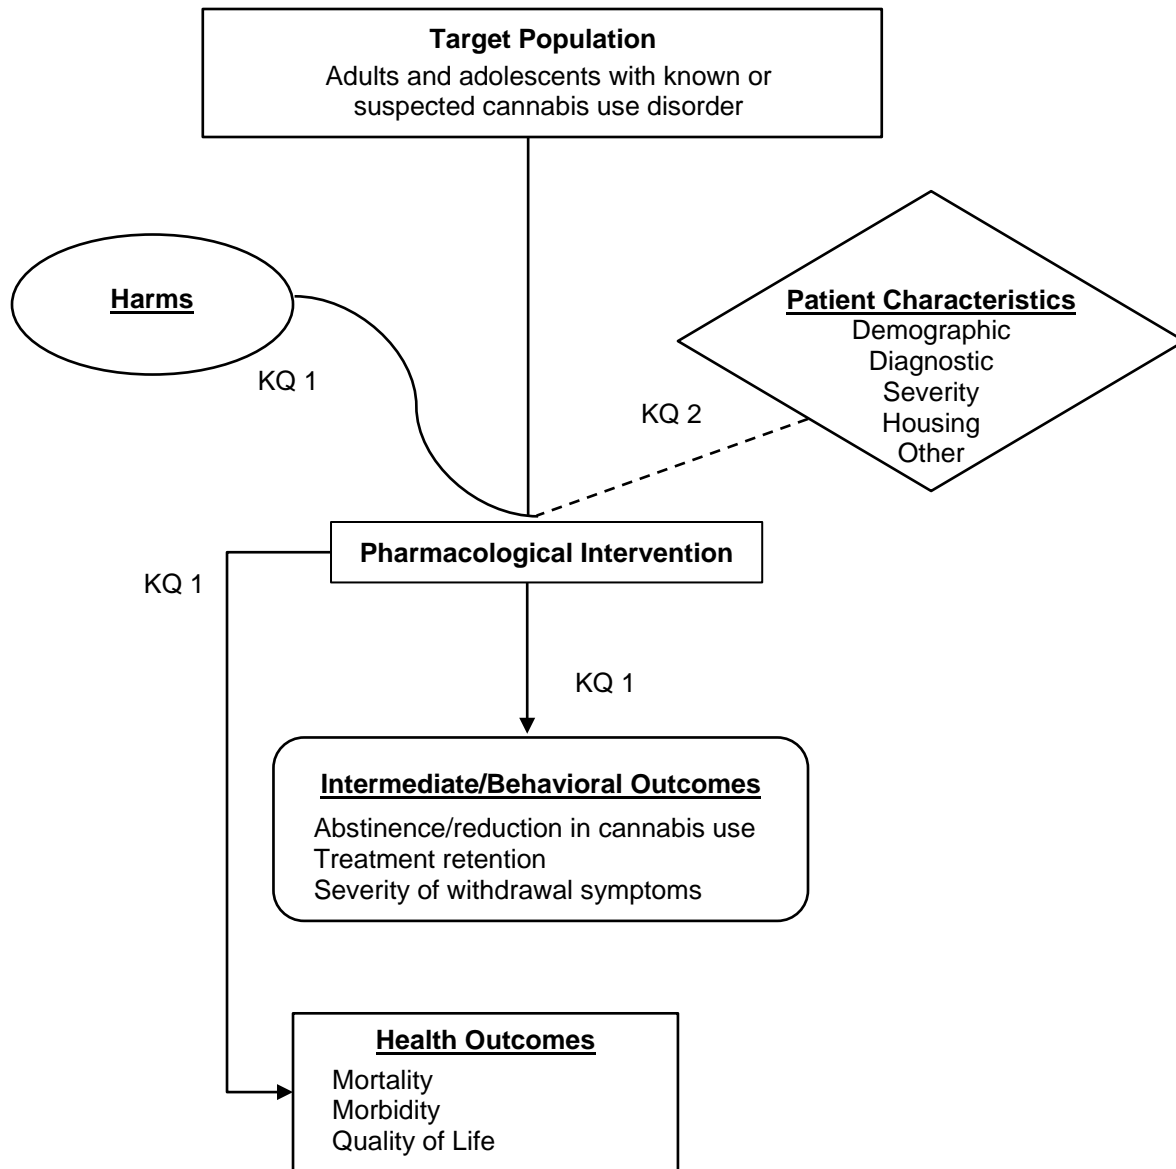 Target Population
Adults and adolescents with known or
suspected cannabis use disorder
Harms
KQ 1
Patient Characteristics
Demographic
Diagnostic
Severity
Housing
Other
KQ 2
Pharmacological Intervention
KQ 1
KQ 1
Intermediate/Behavioral Outcomes
Abstinence/reduction in cannabis use
Treatment retention
Severity of withdrawal symptoms
Health Outcomes
Mortality
Morbidity
Quality of Life